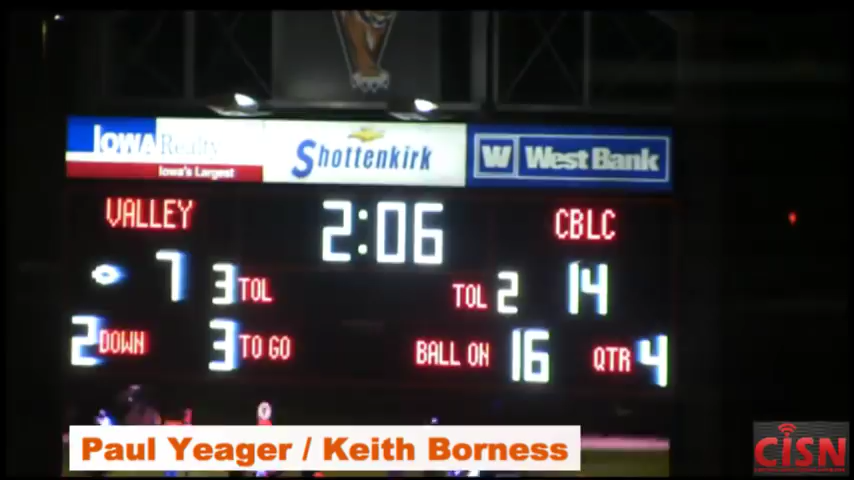 IOWA Realty
Iowa's Largest
Shottenkirk
W West Bank
VALLEY
2:06
CBLC
7
3 TOL
TOL 2
14
2 DOWN
3 TO GO
BALL ON 16
QTR 4
Paul Yeager / Keith Borness
CISN